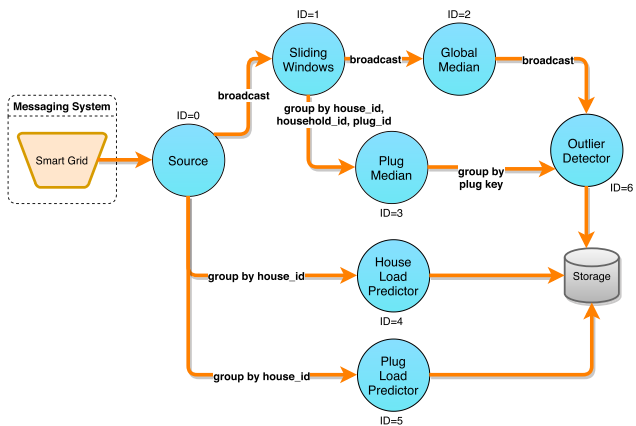 ID=1
ID=2
Sliding
Windows
broadcast
Global
Median
broadcast
broadcast
Messaging System
ID=0
group by house_id,
household_id, plug_id
Smart Grid
Source
Plug
Median
group by
plug key
Outlier
Detector
ID=6
ID=3
group by house_id
House
Load
Predictor
Storage
ID=4
group by house_id
Plug
Load
Predictor
ID=5